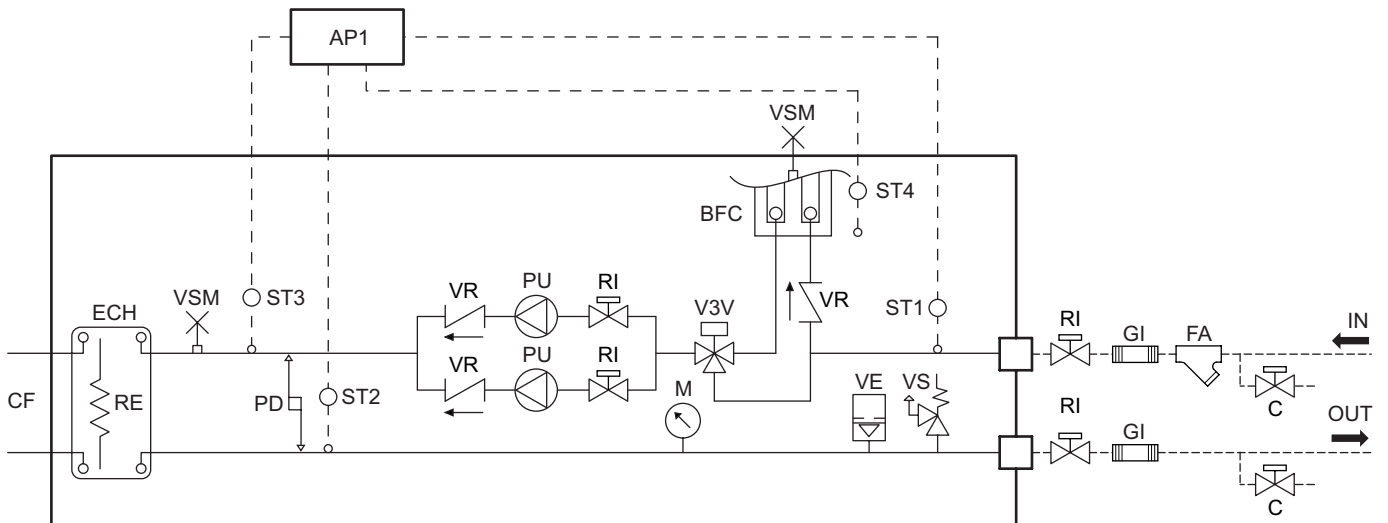 AP1
VSM
ST4
BFC
ECH
VSM
ST3
VR
PU
RI
V3V
VR
ST1
RI
GI
FA
IN
CF
RE
PD
ST2
VR
PU
RI
M
VE
VS
RI
GI
C
OUT
C